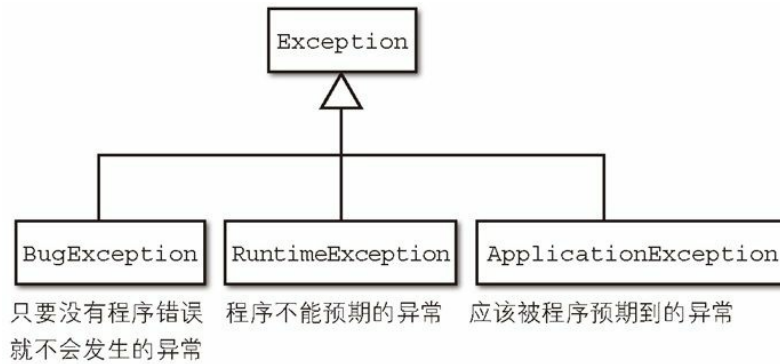 Exception
BugException
RuntimeException
ApplicationException
只要没有程序错误
就不会发生的异常
程序不能预期的异常
应该被程序预期到的异常